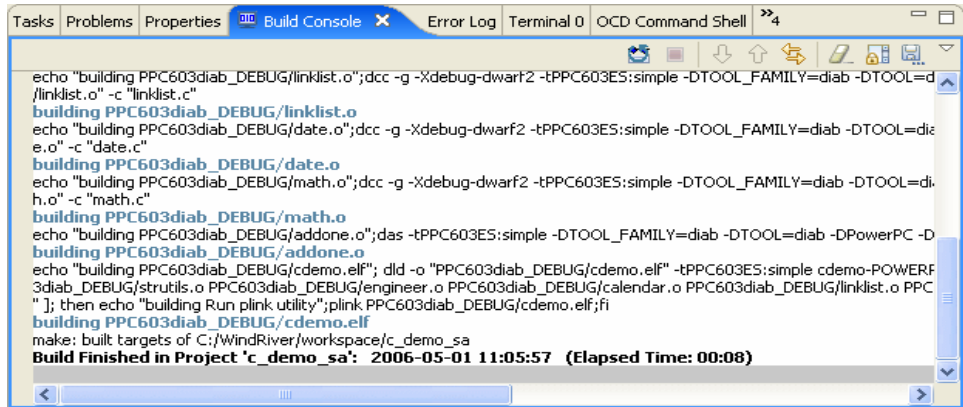 Tasks Problems Properties Build Console Error Log Terminal 0 OCD Command Shell »4
echo "building PPC603diab_DEBUG/linklist.o";dcc -g -Xdebug-dwarf2 -tPPC603ES:simple -DTOOL_FAMILY=diab -DTOOL=d
/linklist.o" -c "linklist.c"
building PPC603diab_DEBUG/linklist.o
echo "building PPC603diab_DEBUG/date.o";dcc -g -Xdebug-dwarf2 -tPPC603ES:simple -DTOOL_FAMILY=diab -DTOOL=dia
e.o" -c "date.c"
building PPC603diab_DEBUG/date.o
echo "building PPC603diab_DEBUG/math.o";dcc -g -Xdebug-dwarf2 -tPPC603ES:simple -DTOOL_FAMILY=diab -DTOOL=di
h.o" -c "math.c"
building PPC603diab_DEBUG/math.o
echo "building PPC603diab_DEBUG/addone.o";das -tPPC603ES:simple -DTOOL_FAMILY=diab -DTOOL=diab -DPowerPC -D
building PPC603diab_DEBUG/addone.o
echo "building PPC603diab_DEBUG/cdemo.elf"; dld -o "PPC603diab_DEBUG/cdemo.elf" -tPPC603ES:simple cdemo-POWERP
3diab_DEBUG/strutils.o PPC603diab_DEBUG/engineer.o PPC603diab_DEBUG/calendar.o PPC603diab_DEBUG/linklist.o PPC
" ]; then echo "building Run plink utility";plink PPC603diab_DEBUG/cdemo.elf;fi
building PPC603diab_DEBUG/cdemo.elf
make: built targets of C:/WindRiver/workspace/c_demo_sa
Build Finished in Project 'c_demo_sa': 2006-05-01 11:05:57 (Elapsed Time: 00:08)